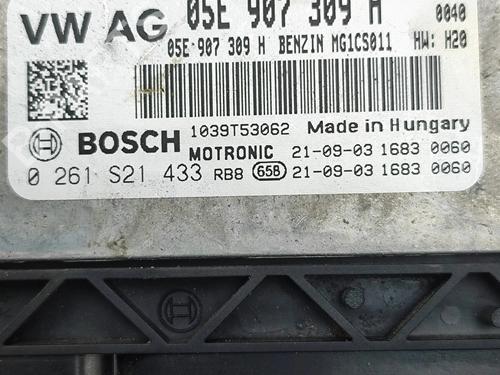 VW AG 05E 907 309 H 0040
05E 907 309 H BENZIN MG1CS011 HW: H20
BOSCH 1039T53062 Made in Hungary
MOTRONIC 21-09-03 1683 0060
0 261 S21 433 RB8 G58 21-09-03 1683 0060